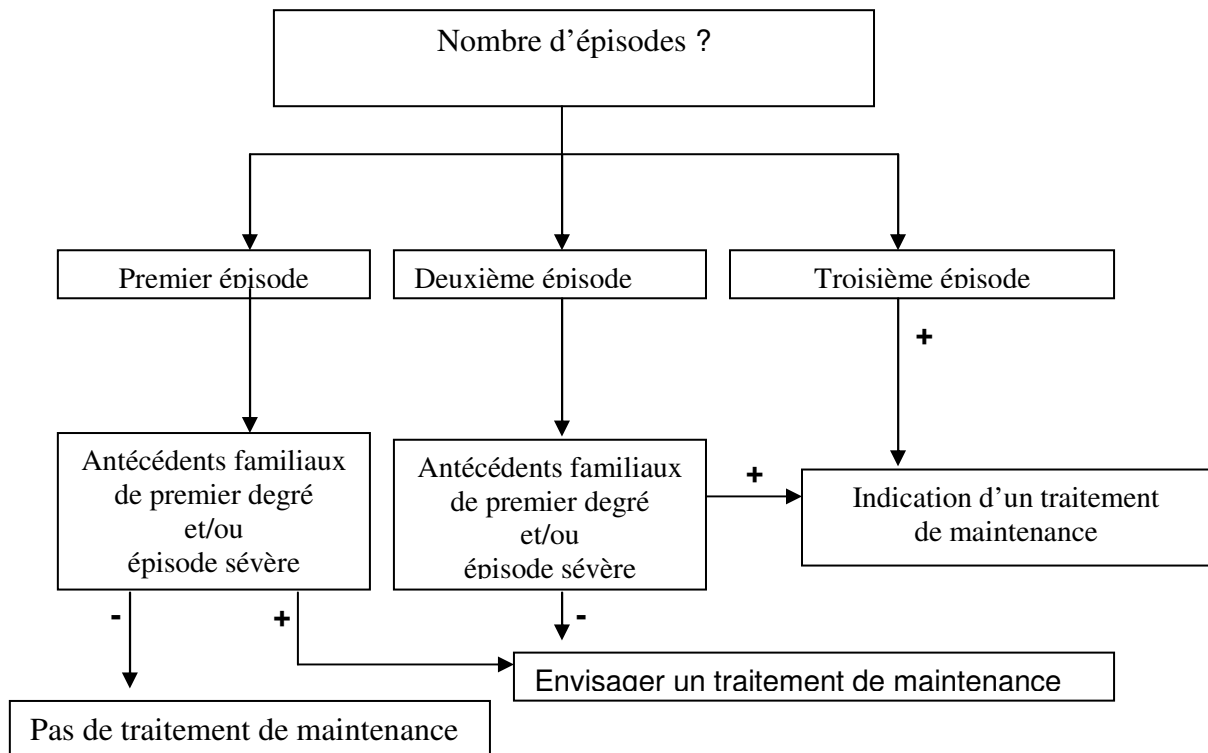 Nombre d’épisodes ?
Premier épisode
Deuxième épisode
Troisième épisode
+
Antécédents familiaux
de premier degré
et/ou
épisode sévère
Antécédents familiaux
de premier degré
et/ou
épisode sévère
+
Indication d’un traitement
de maintenance
-
+
-
Envisager un traitement de maintenance
Pas de traitement de maintenance